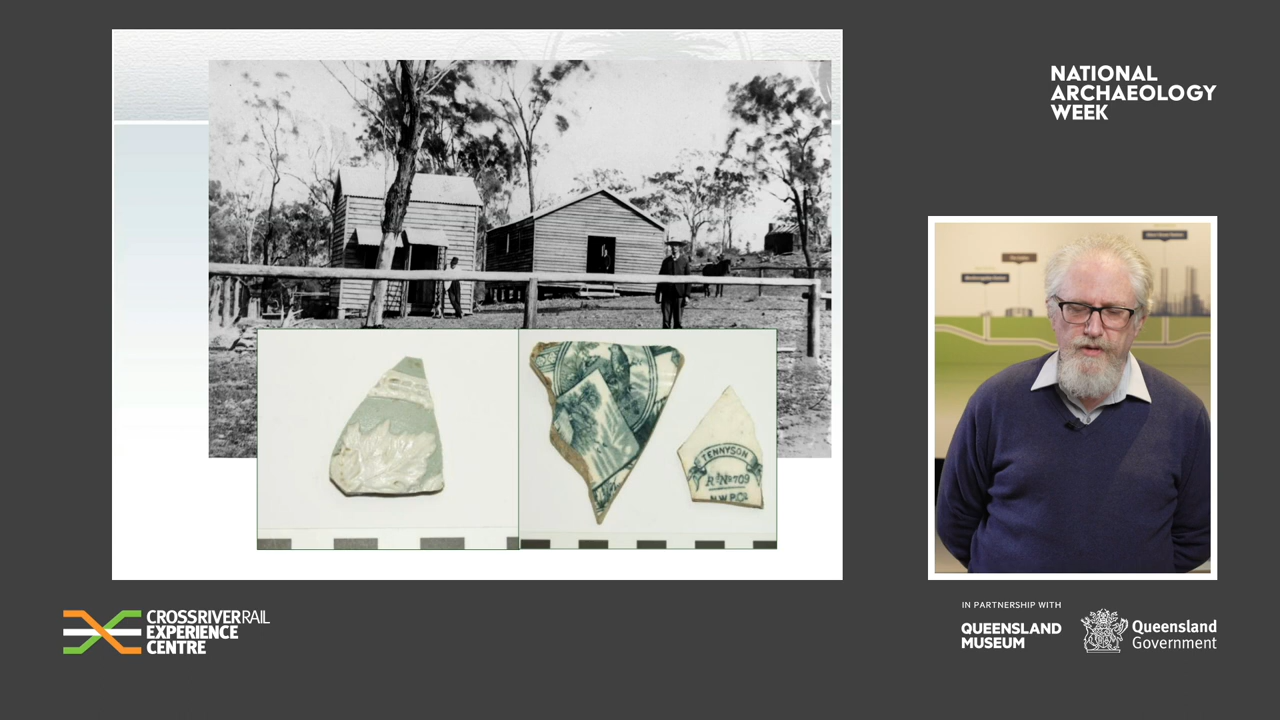 NATIONAL
ARCHAEOLOGY
WEEK
TENNYSON
Rᴰ Nº 709
N.W.P.Cº
CROSSRIVERRAIL
EXPERIENCE
CENTRE
IN PARTNERSHIP WITH
QUEENSLAND
MUSEUM
Queensland
Government